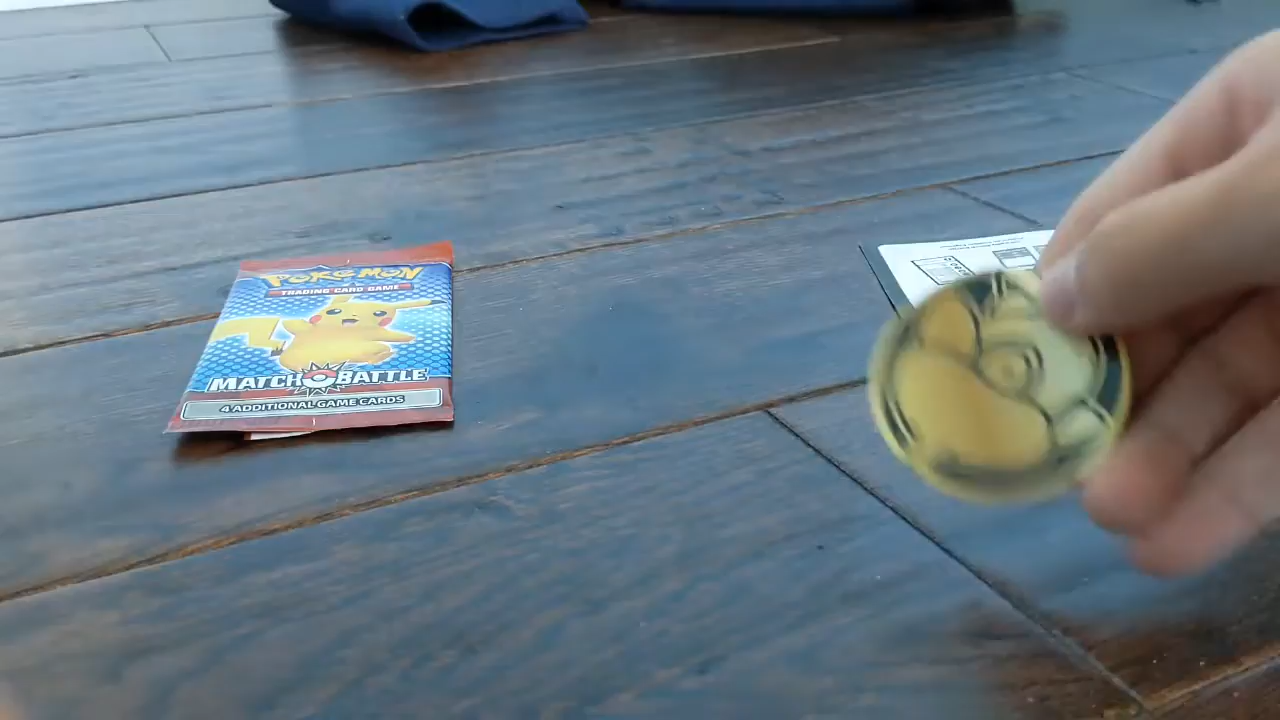 POKéMON
TRADING CARD GAME
MATCH BATTLE
4 ADDITIONAL GAME CARDS